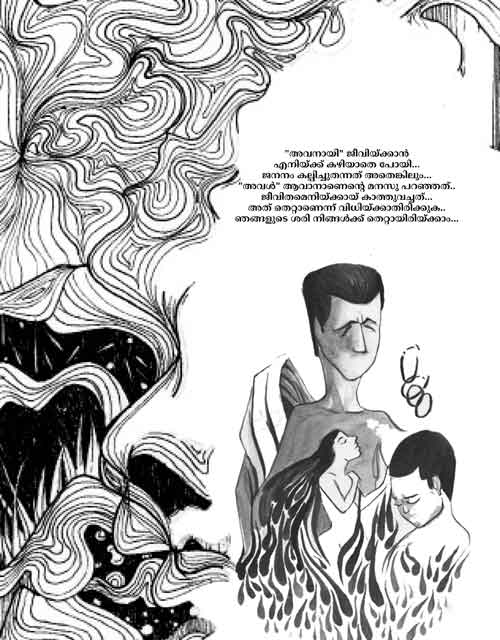 "അവനായി" ജീവിയ്ക്കാൻ
എനിയ്ക്ക് കഴിയാതെ പോയി...
ജനനം കല്പിച്ചുതന്നത് അതെങ്കിലും...
"അവൾ" ആവാനാണെന്റെ മനസു പറഞ്ഞത്..
ജീവിതമെനിയ്ക്കായ് കാത്തുവച്ചത്...
അത് തെറ്റാണെന്ന് വിധിയ്ക്കാതിരിക്കുക..
ഞങ്ങളുടെ ശരി നിങ്ങൾക്ക് തെറ്റായിരിയ്ക്കാം...